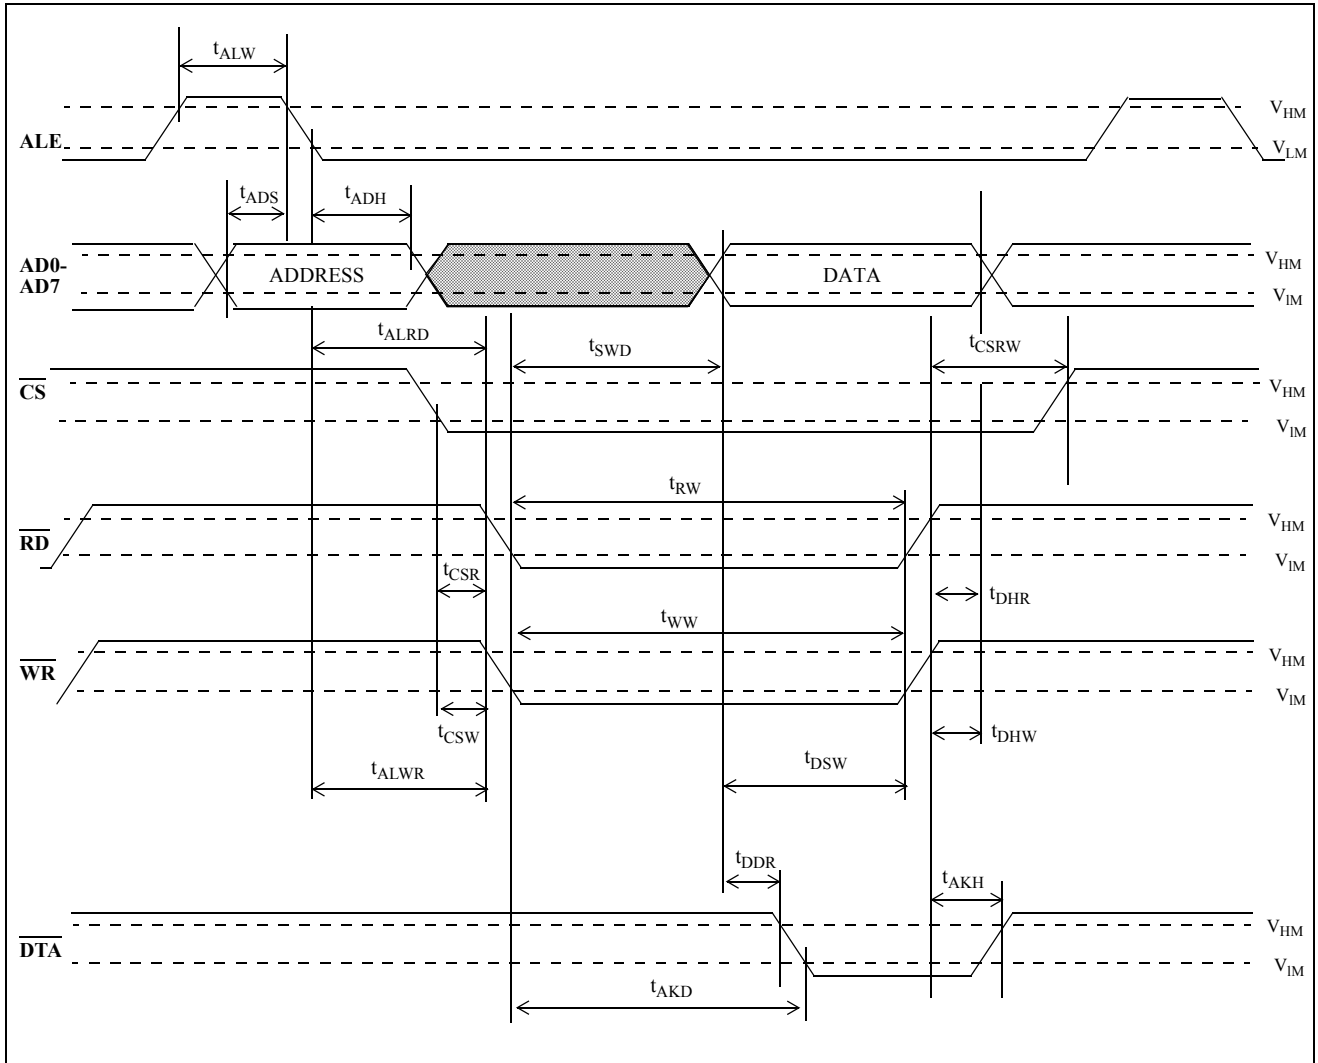 tALW
VHM
ALE
VLM
tADS
tADH
AD0-
AD7
ADDRESS
DATA
VHM
VIM
tALRD
tSWD
tCSRW
CS
VHM
VIM
tRW
RD
VHM
VIM
tCSR
tDHR
tWW
WR
VHM
VIM
tCSW
tDHW
tDSW
tALWR
tDDR
tAKH
DTA
VHM
VIM
tAKD